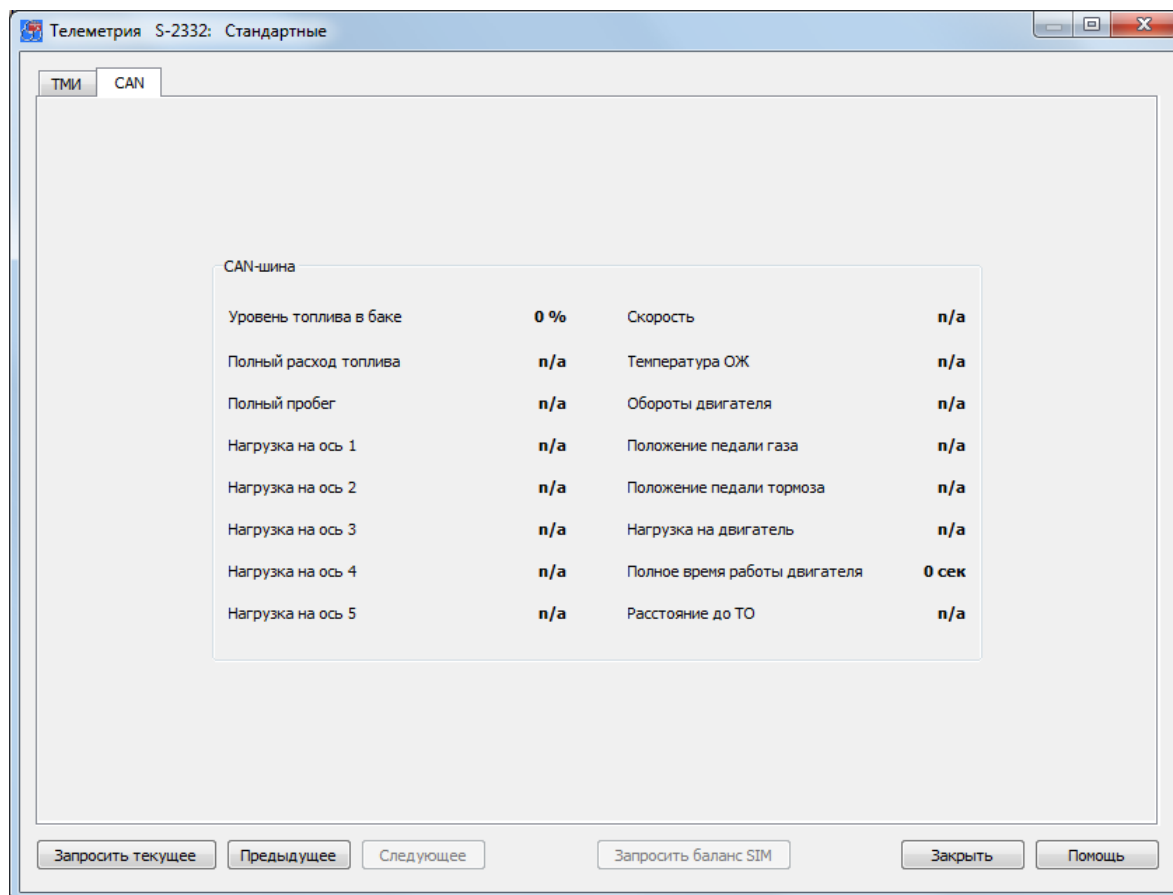 Телеметрия S-2332: Стандартные
ТМИ CAN
CAN-шина
Уровень топлива в баке 0 % Скорость n/a
Полный расход топлива n/a Температура ОЖ n/a
Полный пробег n/a Обороты двигателя n/a
Нагрузка на ось 1 n/a Положение педали газа n/a
Нагрузка на ось 2 n/a Положение педали тормоза n/a
Нагрузка на ось 3 n/a Нагрузка на двигатель n/a
Нагрузка на ось 4 n/a Полное время работы двигателя 0 сек
Нагрузка на ось 5 n/a Расстояние до ТО n/a
Запросить текущее Предыдущее Следующее Запросить баланс SIM Закрыть Помощь